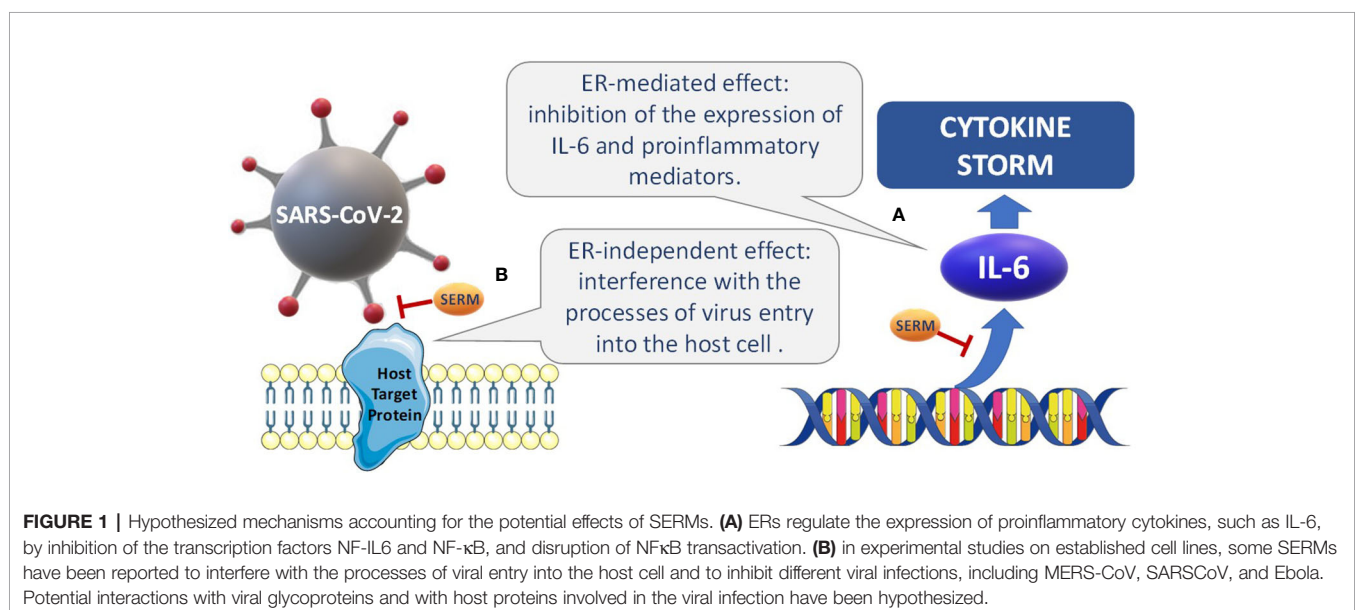 ER-mediated effect:
inhibition of the expression of
IL-6 and proinflammatory
mediators.
CYTOKINE
STORM
A
IL-6
SERM
SARS-CoV-2
B
SERM
ER-independent effect:
interference with the
processes of virus entry
into the host cell .
Host
Target
Protein
FIGURE 1 | Hypothesized mechanisms accounting for the potential effects of SERMs. (A) ERs regulate the expression of proinflammatory cytokines, such as IL-6,
by inhibition of the transcription factors NF-IL6 and NF-κB, and disruption of NFκB transactivation. (B) in experimental studies on established cell lines, some SERMs
have been reported to interfere with the processes of viral entry into the host cell and to inhibit different viral infections, including MERS-CoV, SARSCoV, and Ebola.
Potential interactions with viral glycoproteins and with host proteins involved in the viral infection have been hypothesized.